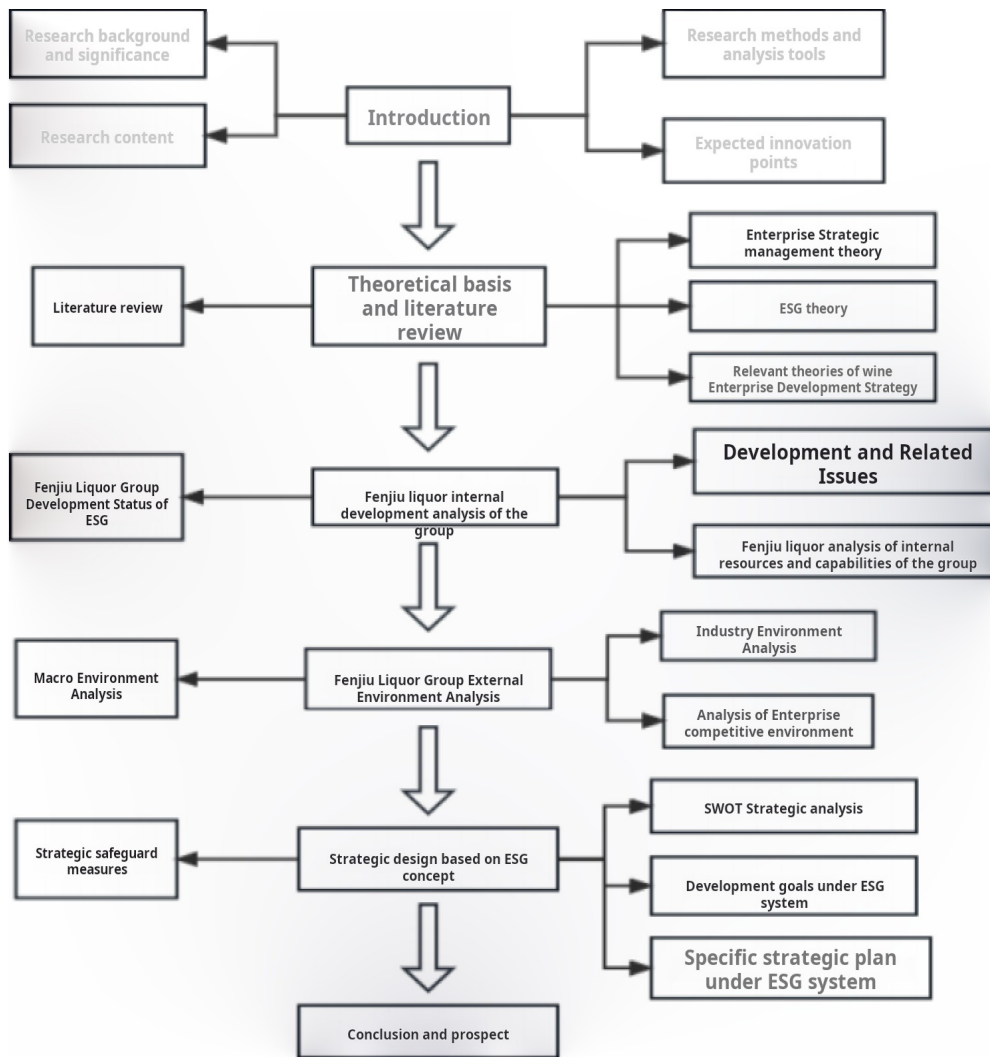 Research background
and significance
Research methods and
analysis tools
Introduction
Research content
Expected innovation
points
Enterprise Strategic
management theory
Theoretical basis
and literature
review
Literature review
ESG theory
Relevant theories of wine
Enterprise Development Strategy
Development and Related
Issues
Fenjiu Liquor Group
Development Status of
ESG
Fenjiu liquor internal
development analysis of the
group
Fenjiu liquor analysis of internal
resources and capabilities of the group
Industry Environment
Analysis
Macro Environment
Analysis
Fenjiu Liquor Group External
Environment Analysis
Analysis of Enterprise
competitive environment
SWOT Strategic analysis
Strategic safeguard
measures
Strategic design based on ESG
concept
Development goals under ESG
system
Specific strategic plan
under ESG system
Conclusion and prospect